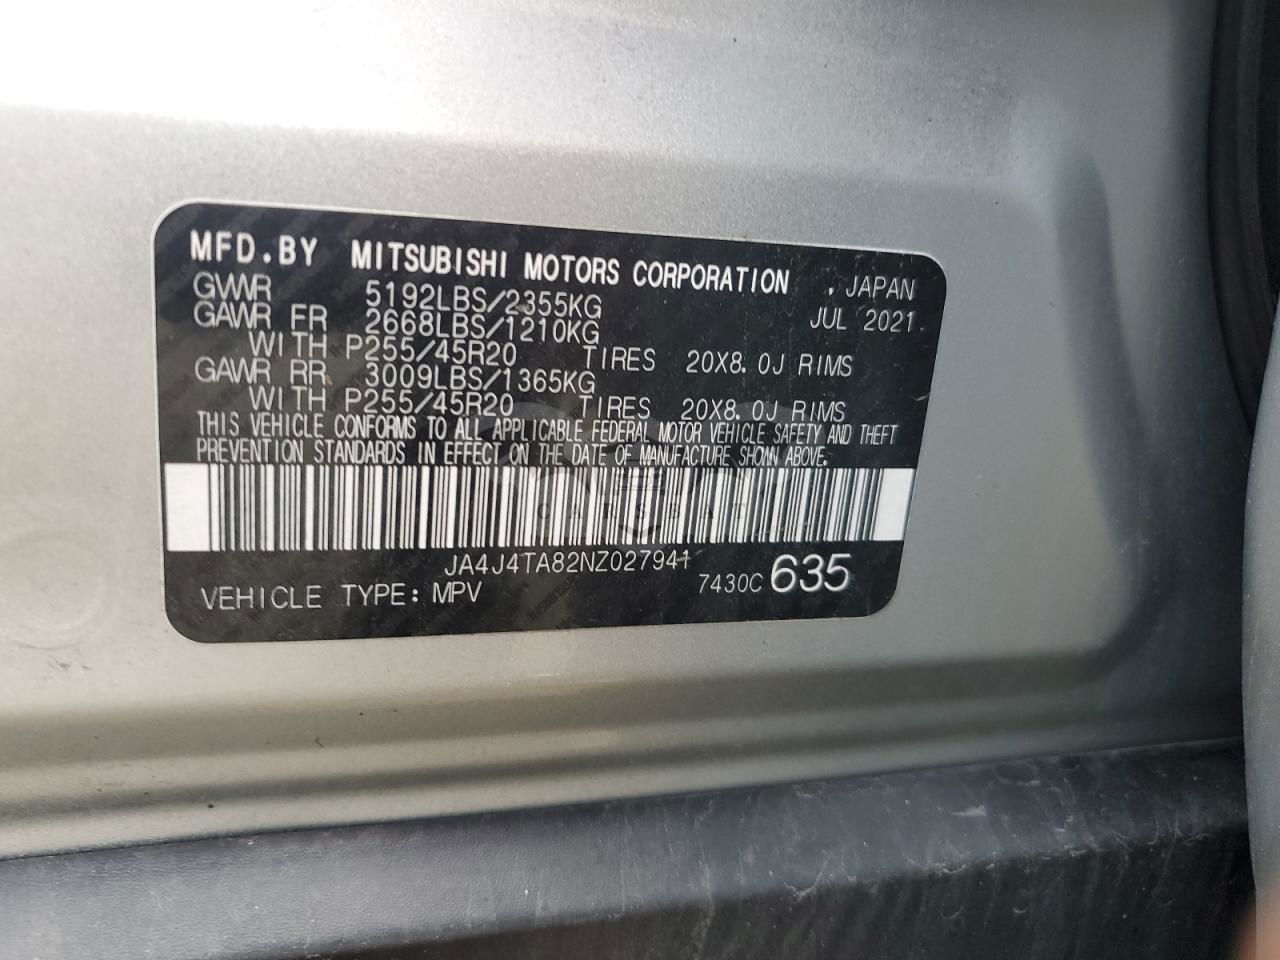 MFD.BY MITSUBISHI MOTORS CORPORATION . JAPAN
GVWR 5192LBS/2355KG JUL 2021
GAWR FR 2668LBS/1210KG
WITH P255/45R20 TIRES 20X8.0J RIMS
GAWR RR 3009LBS/1365KG
WITH P255/45R20 TIRES 20X8.0J RIMS
THIS VEHICLE CONFORMS TO ALL APPLICABLE FEDERAL MOTOR VEHICLE SAFETY AND THEFT
PREVENTION STANDARDS IN EFFECT ON THE DATE OF MANUFACTURE SHOWN ABOVE.
JA4J4TA82NZ027941
VEHICLE TYPE: MPV 7430C 635